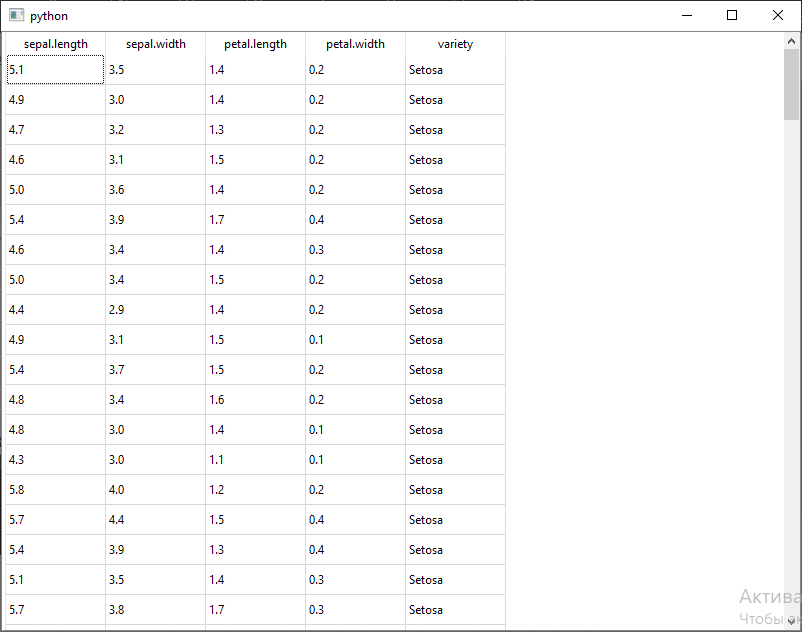 python
sepal.length sepal.width petal.length petal.width variety
5.1 3.5 1.4 0.2 Setosa
4.9 3.0 1.4 0.2 Setosa
4.7 3.2 1.3 0.2 Setosa
4.6 3.1 1.5 0.2 Setosa
5.0 3.6 1.4 0.2 Setosa
5.4 3.9 1.7 0.4 Setosa
4.6 3.4 1.4 0.3 Setosa
5.0 3.4 1.5 0.2 Setosa
4.4 2.9 1.4 0.2 Setosa
4.9 3.1 1.5 0.1 Setosa
5.4 3.7 1.5 0.2 Setosa
4.8 3.4 1.6 0.2 Setosa
4.8 3.0 1.4 0.1 Setosa
4.3 3.0 1.1 0.1 Setosa
5.8 4.0 1.2 0.2 Setosa
5.7 4.4 1.5 0.4 Setosa
5.4 3.9 1.3 0.4 Setosa
5.1 3.5 1.4 0.3 Setosa
5.7 3.8 1.7 0.3 Setosa
Актива
Чтобы